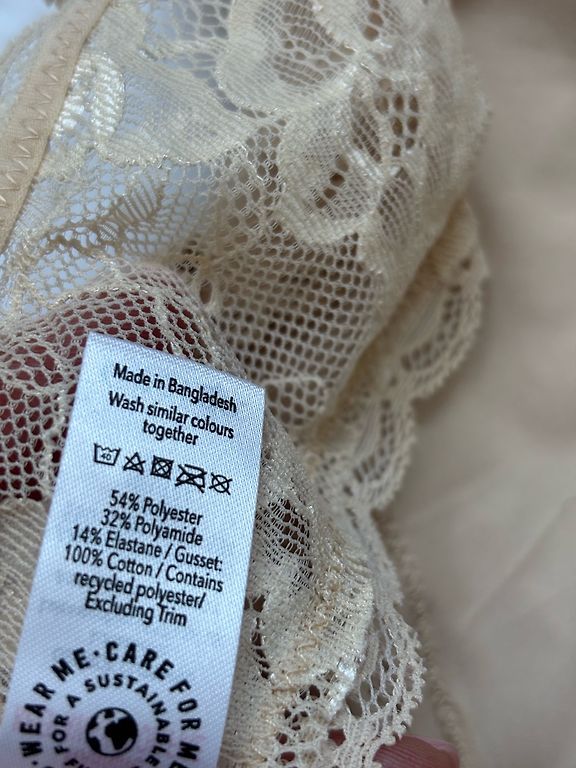 Made in Bangladesh
Wash similar colours
together
40
54% Polyester
32% Polyamide
14% Elastane / Gusset:
100% Cotton / Contains
recycled polyester/
Excluding Trim
WEAR ME • CARE FOR ME
FOR A SUSTAINABLE